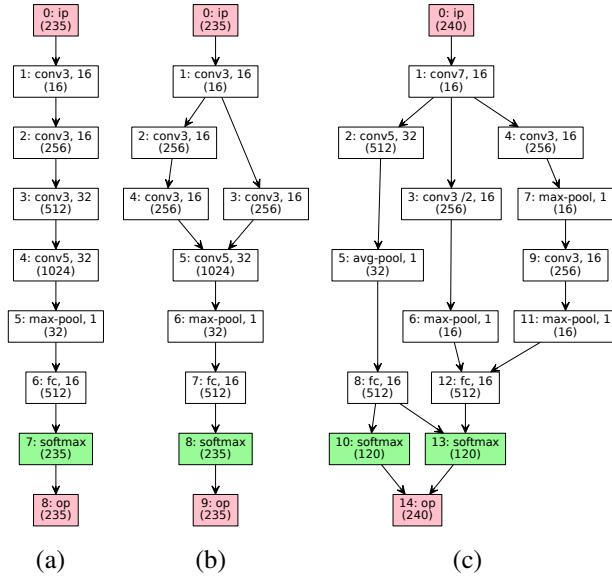 0: ip
(235)
1: conv3, 16
(16)
2: conv3, 16
(256)
3: conv3, 32
(512)
4: conv5, 32
(1024)
5: max-pool, 1
(32)
6: fc, 16
(512)
7: softmax
(235)
8: op
(235)
(a)
0: ip
(235)
1: conv3, 16
(16)
2: conv3, 16
(256)
4: conv3, 16
(256)
3: conv3, 16
(256)
5: conv5, 32
(1024)
6: max-pool, 1
(32)
7: fc, 16
(512)
8: softmax
(235)
9: op
(235)
(b)
0: ip
(240)
1: conv7, 16
(16)
2: conv5, 32
(512)
4: conv3, 16
(256)
3: conv3 /2, 16
(256)
7: max-pool, 1
(16)
5: avg-pool, 1
(32)
9: conv3, 16
(256)
6: max-pool, 1
(16)
11: max-pool, 1
(16)
8: fc, 16
(512)
12: fc, 16
(512)
10: softmax
(120)
13: softmax
(120)
14: op
(240)
(c)